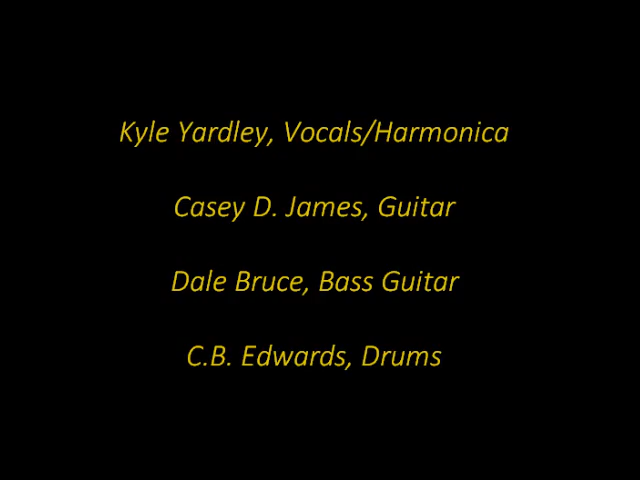 Kyle Yardley, Vocals/Harmonica
Casey D. James, Guitar
Dale Bruce, Bass Guitar
C.B. Edwards, Drums